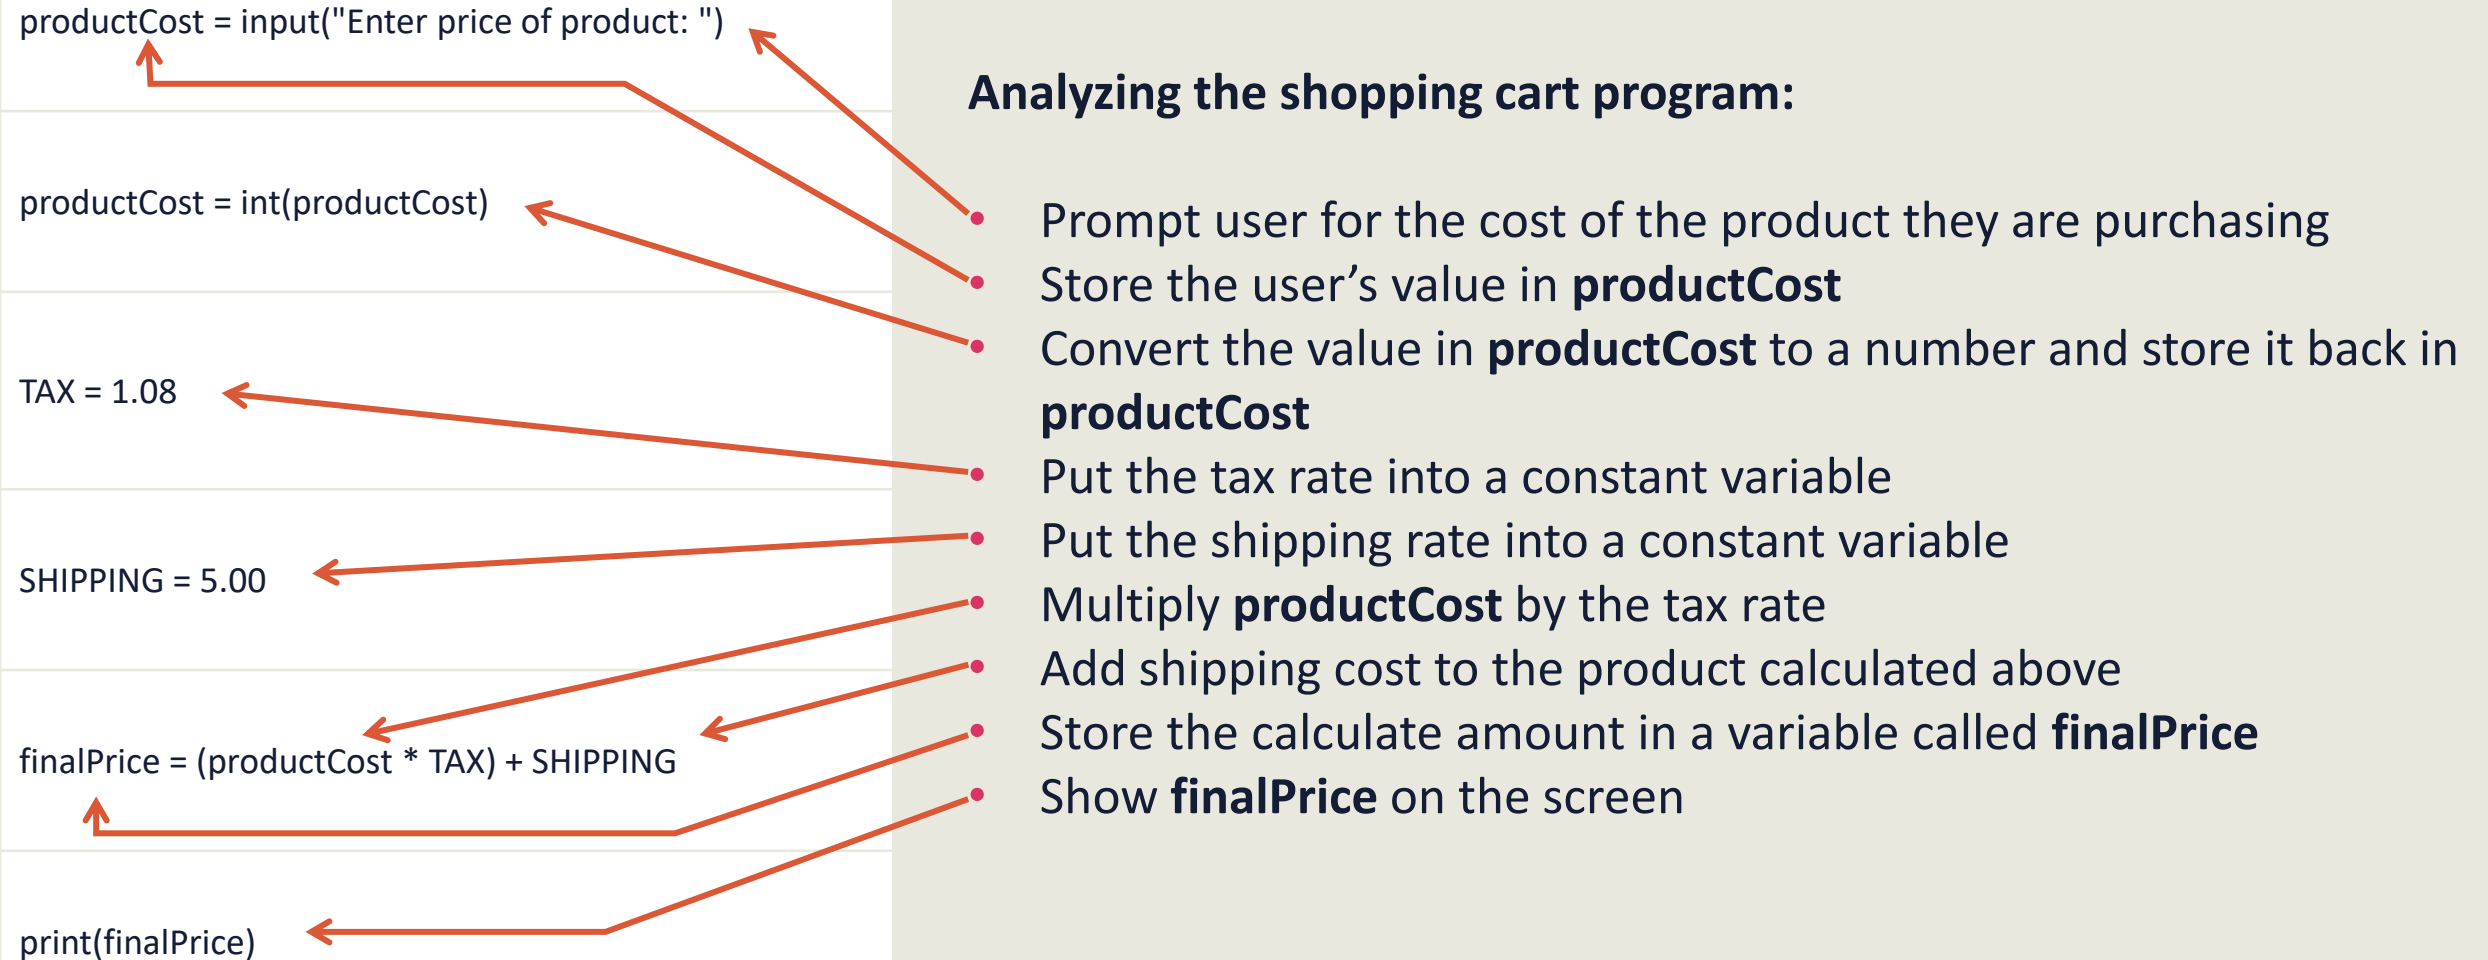 productCost = input("Enter price of product: ")
productCost = int(productCost)
TAX = 1.08
SHIPPING = 5.00
finalPrice = (productCost * TAX) + SHIPPING
print(finalPrice)
Analyzing the shopping cart program:
• Prompt user for the cost of the product they are purchasing
• Store the user’s value in productCost
• Convert the value in productCost to a number and store it back in
productCost
• Put the tax rate into a constant variable
• Put the shipping rate into a constant variable
• Multiply productCost by the tax rate
• Add shipping cost to the product calculated above
• Store the calculate amount in a variable called finalPrice
• Show finalPrice on the screen